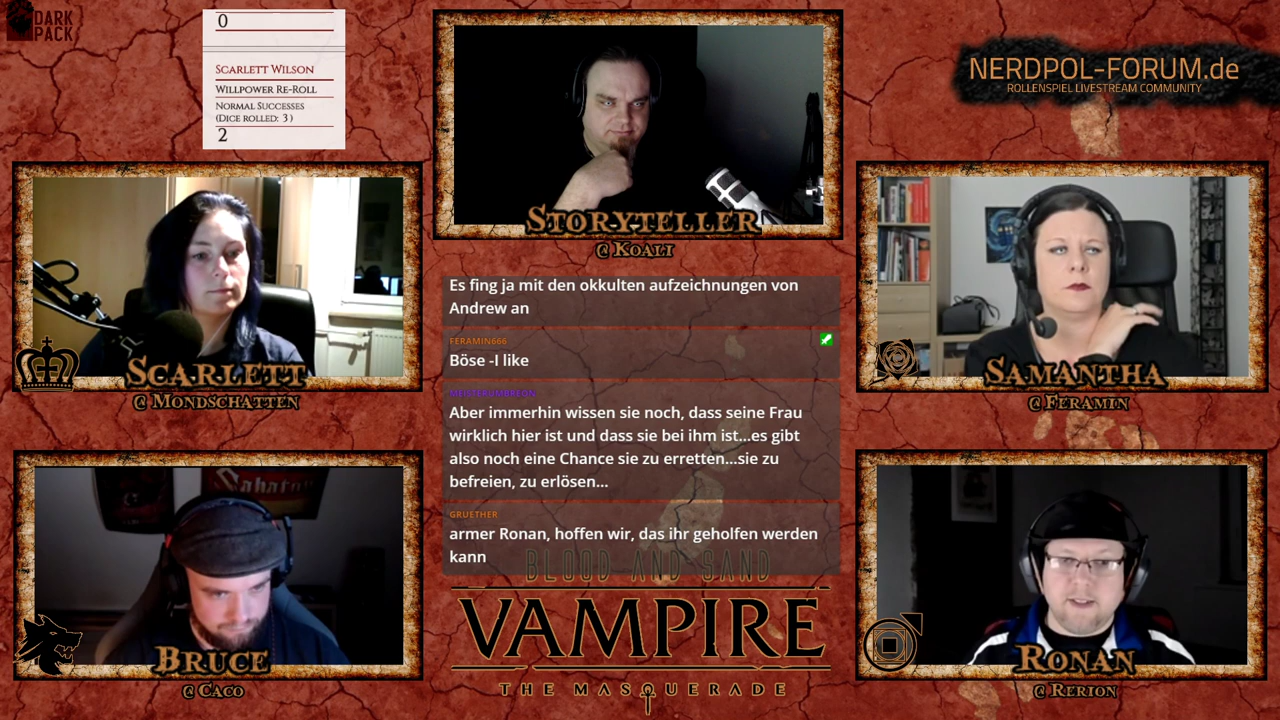 DARK
PACK
0
SCARLETT WILSON
WILLPOWER RE-ROLL
NORMAL SUCCESSES
(DICE ROLLED: 3)
2
NERDPOL-FORUM.de
ROLLENSPIEL LIVESTREAM COMMUNITY
STORYTELLER
@ KOALI
SCARLETT
@ MONDSCHATTEN
SAMANTHA
@ FERAMIN
Es fing ja mit den okkulten aufzeichnungen von
Andrew an
FERAMIN666
Böse -I like
MEISTERUMBREON
Aber immerhin wissen sie noch, dass seine Frau
wirklich hier ist und dass sie bei ihm ist...es gibt
also noch eine Chance sie zu erretten...sie zu
befreien, zu erlösen...
GRUETHER
armer Ronan, hoffen wir, das ihr geholfen werden
kann
BLOOD AND SAND
VAMPIRE
THE MASQUERADE
Sabaton
BRUCE
@ CACO
RONAN
@ RERION